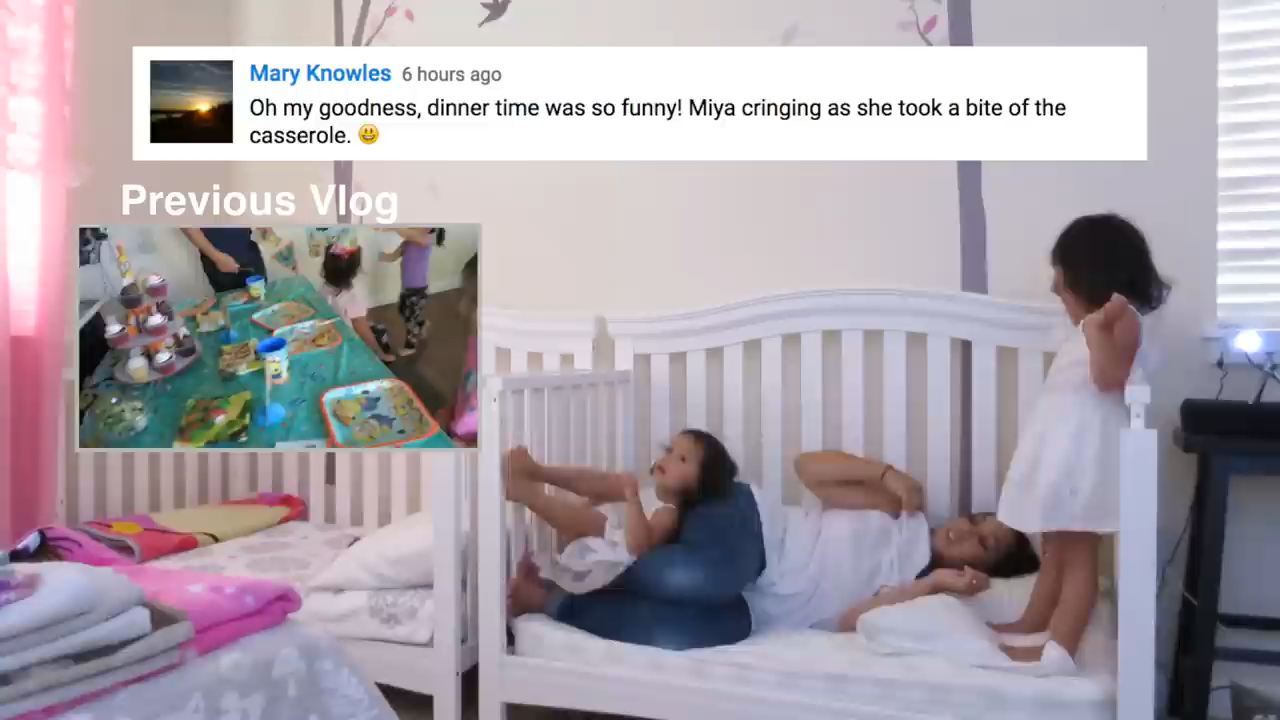 Mary Knowles 6 hours ago
Oh my goodness, dinner time was so funny! Miya cringing as she took a bite of the
casserole. 😃
Previous Vlog